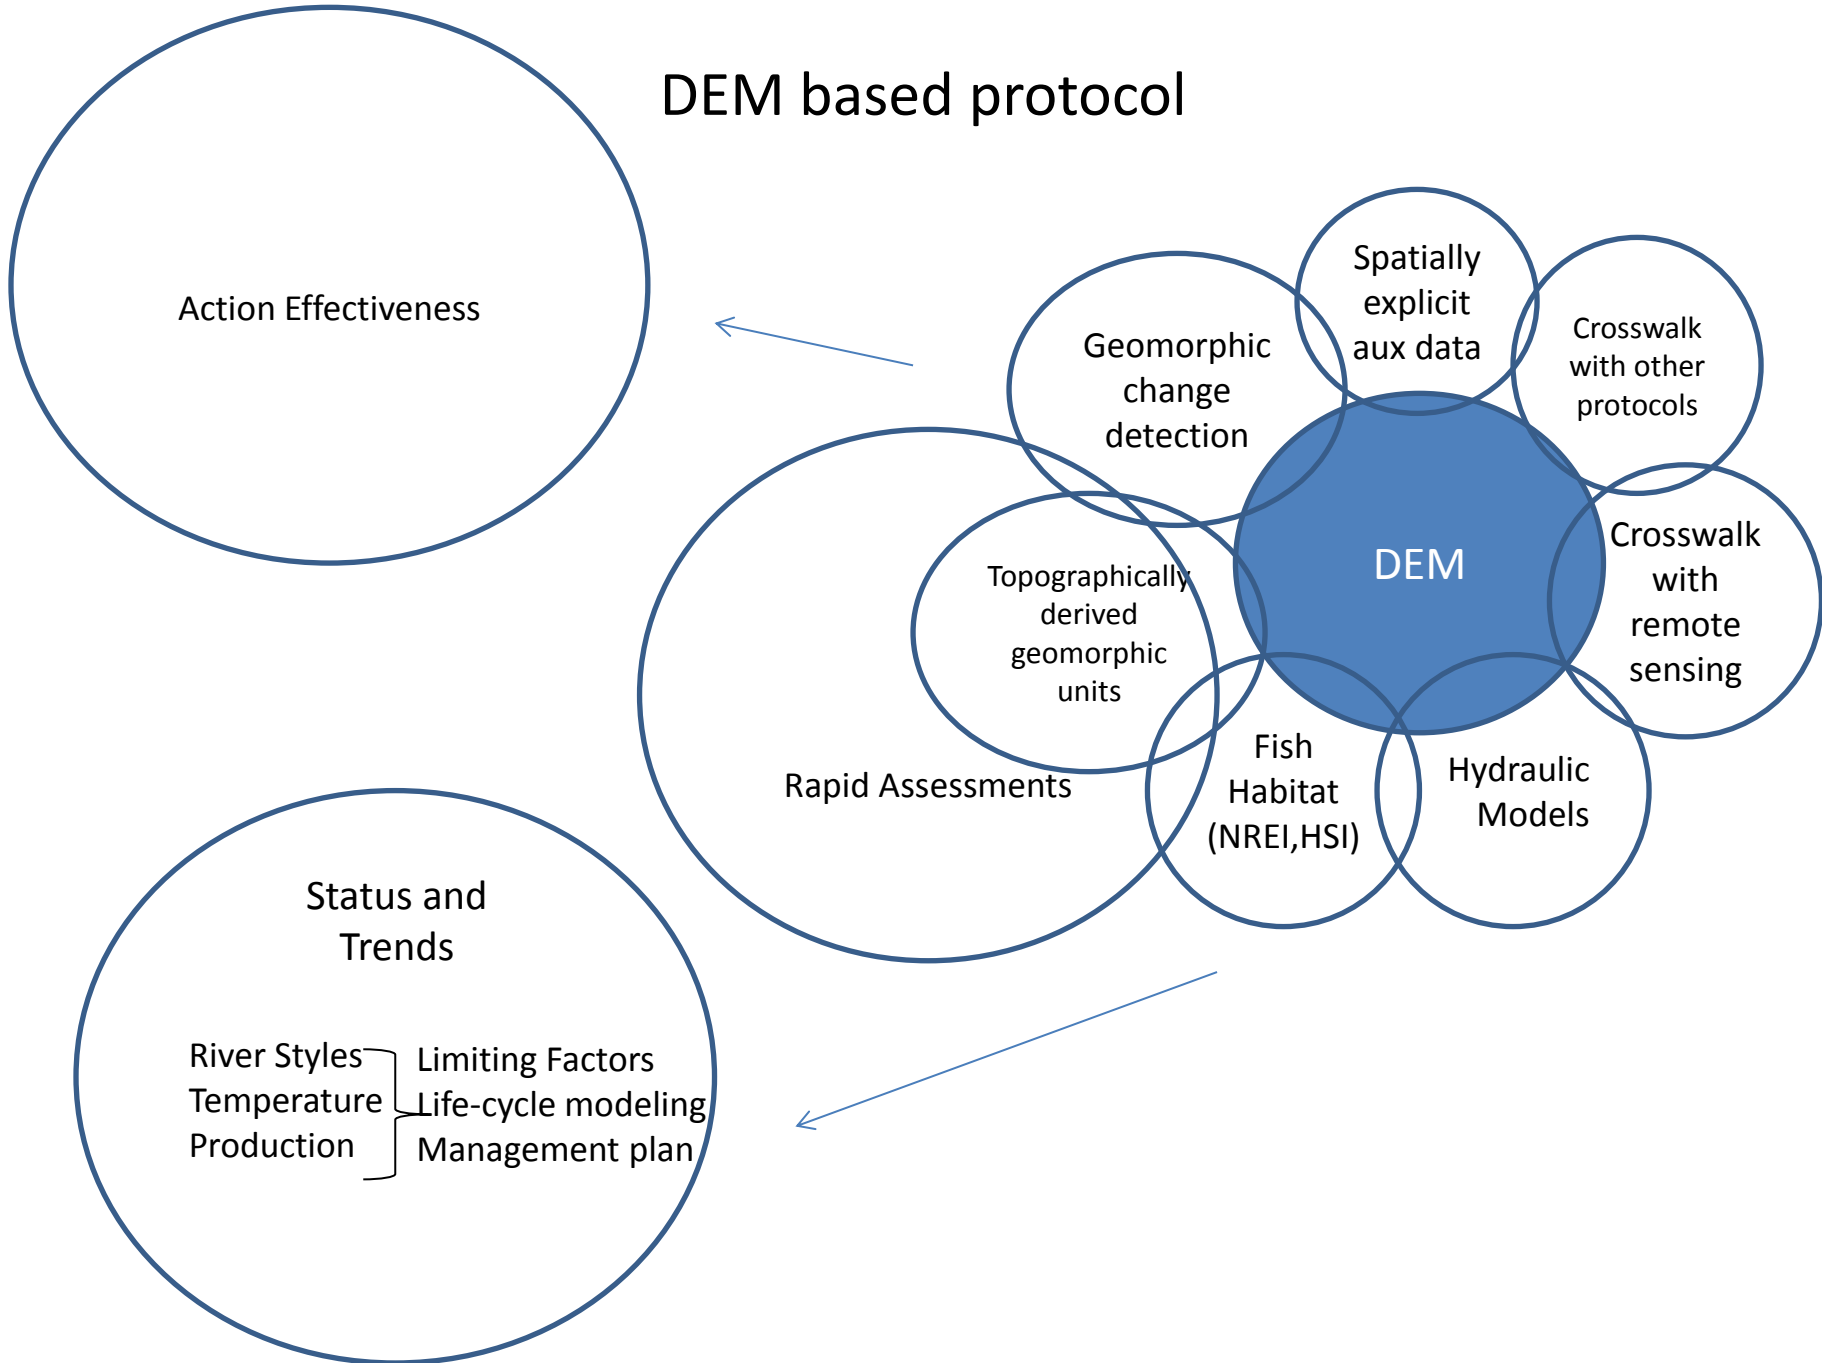 DEM based protocol
Action Effectiveness
Spatially
explicit
aux data
Geomorphic
change
detection
Crosswalk
with other
protocols
DEM
Crosswalk
with
remote
sensing
Topographically
derived
geomorphic
units
Rapid Assessments
Fish
Habitat
(NREI,HSI)
Hydraulic
Models
Status and
Trends
River Styles
Temperature
Production
Limiting Factors
Life-cycle modeling
Management plan